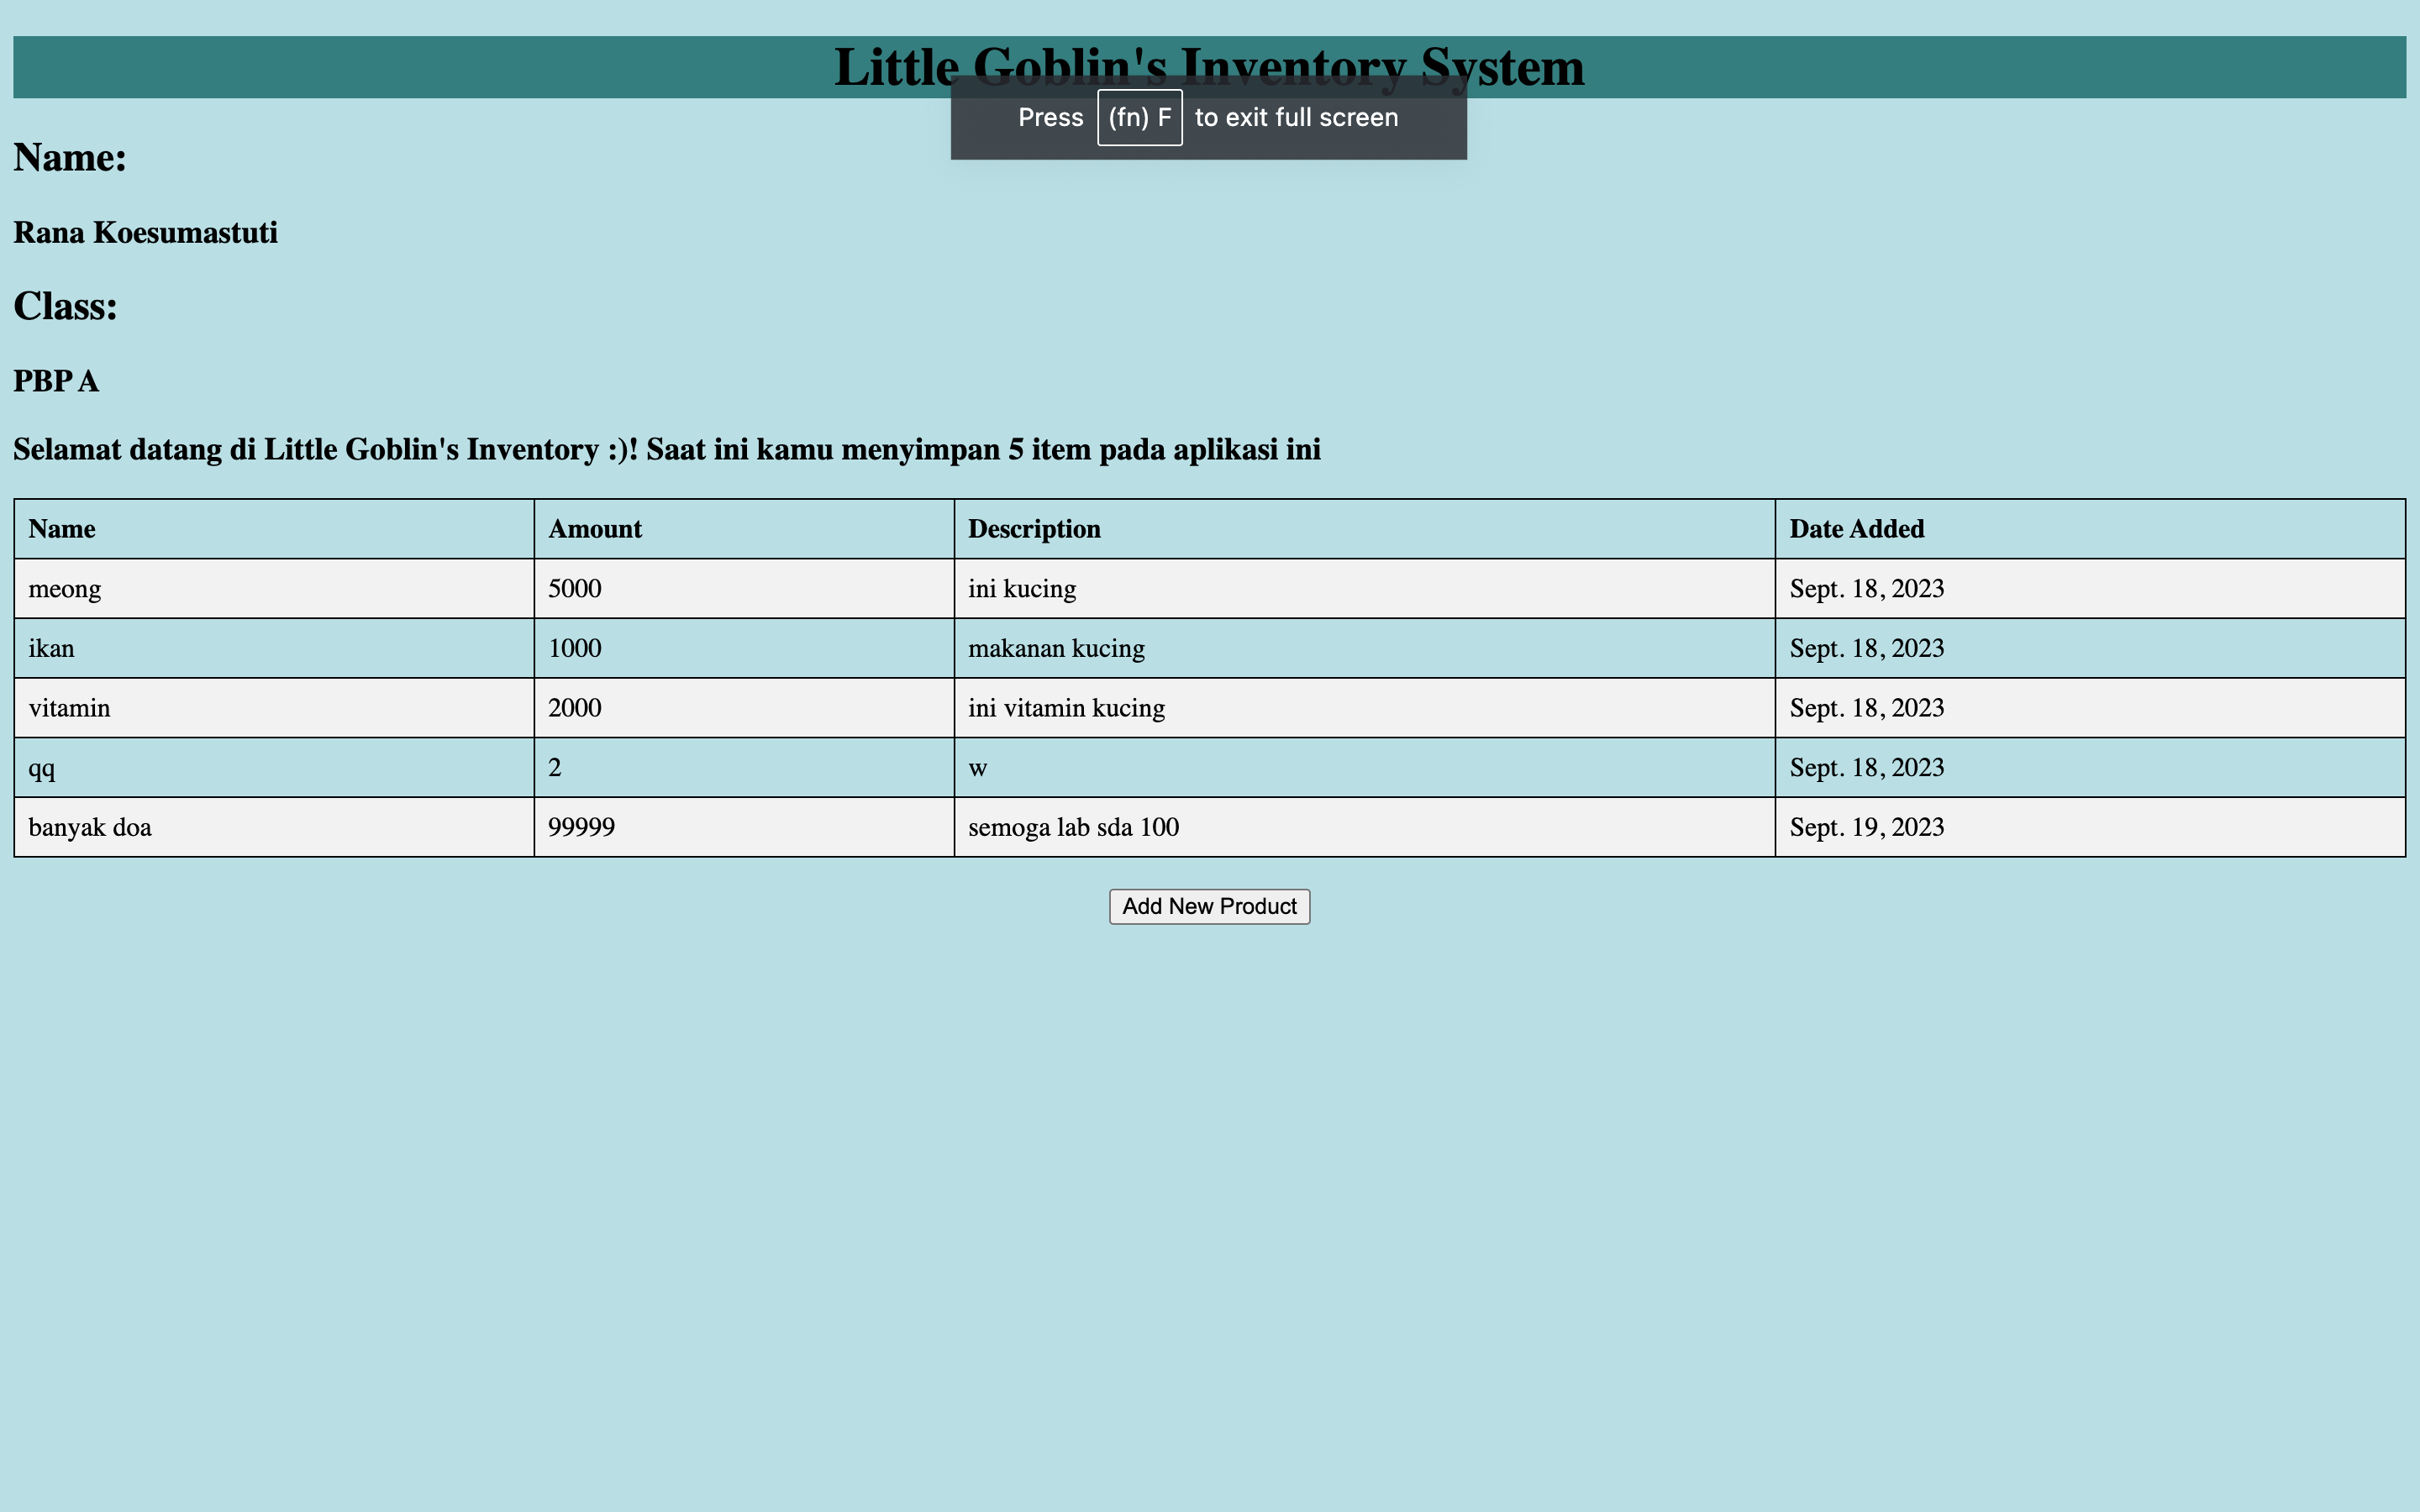 Little Goblin's Inventory System
Press (fn) F to exit full screen
Name:
Rana Koesumastuti
Class:
PBP A
Selamat datang di Little Goblin's Inventory :)! Saat ini kamu menyimpan 5 item pada aplikasi ini
Name Amount Description Date Added
meong 5000 ini kucing Sept. 18, 2023
ikan 1000 makanan kucing Sept. 18, 2023
vitamin 2000 ini vitamin kucing Sept. 18, 2023
qq 2 w Sept. 18, 2023
banyak doa 99999 semoga lab sda 100 Sept. 19, 2023
Add New Product